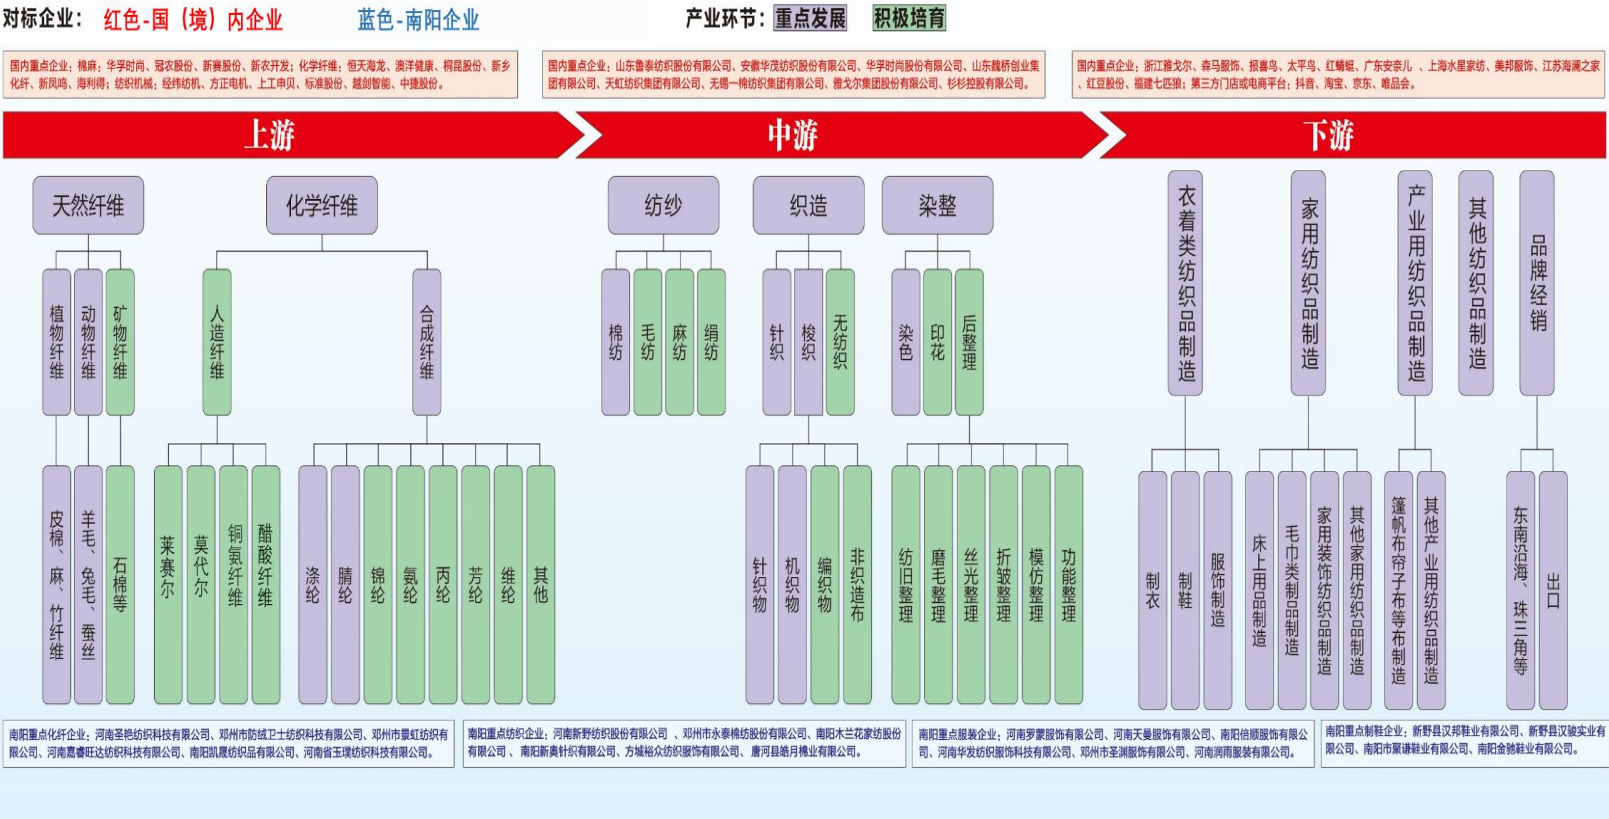 对标企业： 红色-国（境）内企业 蓝色-南阳企业 产业环节：重点发展 积极培育
国内重点企业；棉麻：华孚时尚、冠农股份、新赛股份、新农开发；化学纤维；恒天海龙、澳洋健康、桐昆股份、新乡
化纤、新凤鸣、海利得；纺织机械；经纬纺机、方正电机、上工申贝、标准股份、越剑智能、中捷股份。
国内重点企业：山东鲁泰纺织股份有限公司、安徽华茂纺织股份有限公司、华孚时尚股份有限公司、山东魏桥创业集
团有限公司、天虹纺织集团有限公司、无锡一棉纺织集团有限公司、雅戈尔集团股份有限公司、杉杉控股有限公司。
国内重点企业：浙江雅戈尔、森马服饰、报喜鸟、太平鸟、红蜻蜓、广东安奈儿 、上海水星家纺、美邦服饰、江苏海澜之家
、红豆股份、福建七匹狼；第三方门店或电商平台；抖音、淘宝、京东、唯品会。
上游
中游
下游
天然纤维
化学纤维
纺纱
织造
染整
衣着类纺织品制造
家用纺织品制造
产业用纺织品制造
其他纺织品制造
品牌经销
植物纤维
动物纤维
矿物纤维
人造纤维
合成纤维
棉纺
毛纺
麻纺
绢纺
针织
梭织
无纺织
染色
印花
后整理
皮棉、麻、竹纤维
羊毛、兔毛、蚕丝
石棉等
莱赛尔
莫代尔
铜氨纤维
醋酸纤维
涤纶
腈纶
锦纶
氨纶
丙纶
芳纶
维纶
其他
针织物
机织物
编织物
非织造布
纺旧整理
磨毛整理
丝光整理
折皱整理
模仿整理
功能整理
制衣
制鞋
服饰制造
床上用品制造
毛巾类制品制造
家用装饰纺织品制造
其他家用纺织品制造
篷帆布帘子布等布制造
其他产业用纺织品制造
东南沿海、珠三角等
出口
南阳重点化纤企业；河南圣艳纺织科技有限公司、邓州市防绒卫士纺织科技有限公司、邓州市景虹纺织有
限公司、河南嘉睿旺达纺织科技有限公司、南阳凯晟纺织品有限公司、河南省王璞纺织科技有限公司。
南阳重点纺织企业；河南新野纺织股份有限公司 、邓州市永泰棉纺股份有限公司、南阳木兰花家纺股份
有限公司 、 南阳新奥针织有限公司、方城裕众纺织服饰有限公司、 唐河县皓月棉业有限公司。
南阳重点服装企业；河南罗蒙服饰有限公司、河南天曼服饰有限公司、南阳倍顺服饰有限公
司、河南华发纺织服饰科技有限公司、邓州市圣渊服饰有限公司、河南润雨服装有限公司。
南阳重点制鞋企业；新野县汉邦鞋业有限公司、新野县汉骏实业有
限公司、南阳市聚谦鞋业有限公司、南阳金驰鞋业有限公司。